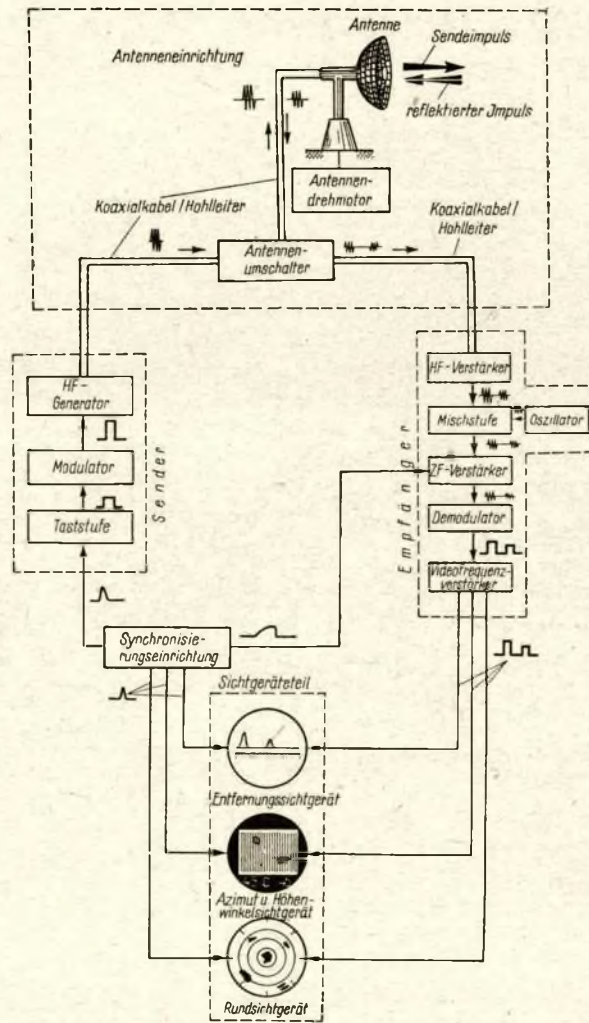 Antenne
Sendeimpuls
Antenneneinrichtung
reflektierter Jmpuls
Antennen-
drehmotor
Koaxialkabel/Hohlleiter
Koaxialkabel/
Hohlleiter
Antennen-
umschalter
HF-
Generator
Modulator
Taststufe
Sender
HF-Verstärker
Mischstufe
Oszillator
ZF-Verstärker
Demodulator
Videofrequenz-
verstärker
Empfänger
Synchronisie-
rungseinrichtung
Sichtgeräteteil
Entfernungssichtgerät
Azimut u. Höhen-
winkelsichtgerät
Rundsichtgerät